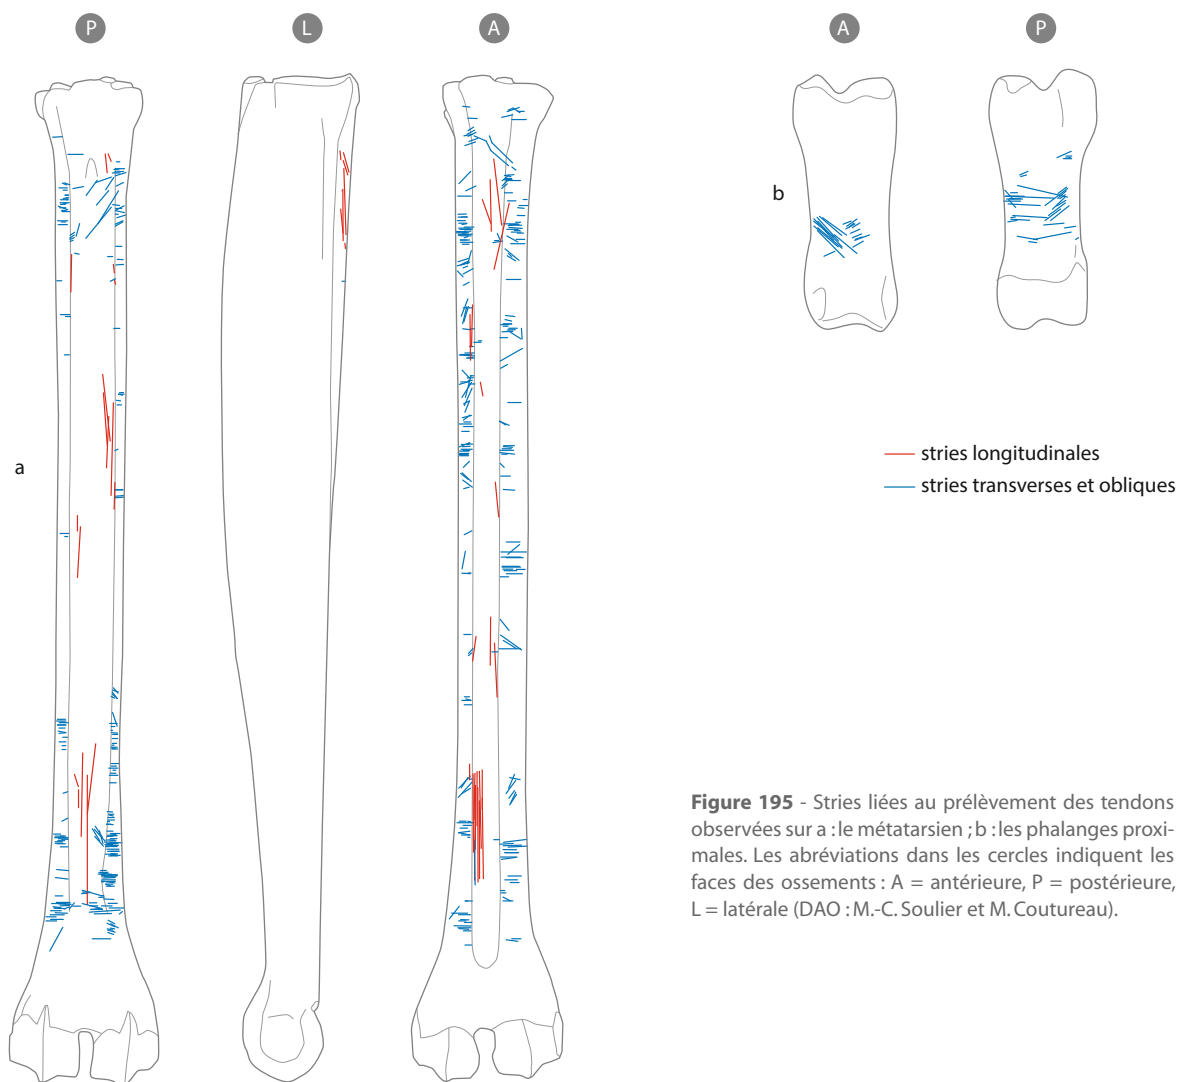 P
L
A
A
P
b
a
stries longitudinales
stries transverses et obliques
Figure 195 - Stries liées au prélèvement des tendons
observées sur a : le métatarsien ; b : les phalanges proxi-
males. Les abréviations dans les cercles indiquent les
faces des ossements : A = antérieure, P = postérieure,
L = latérale (DAO : M.-C. Soulier et M. Coutureau).